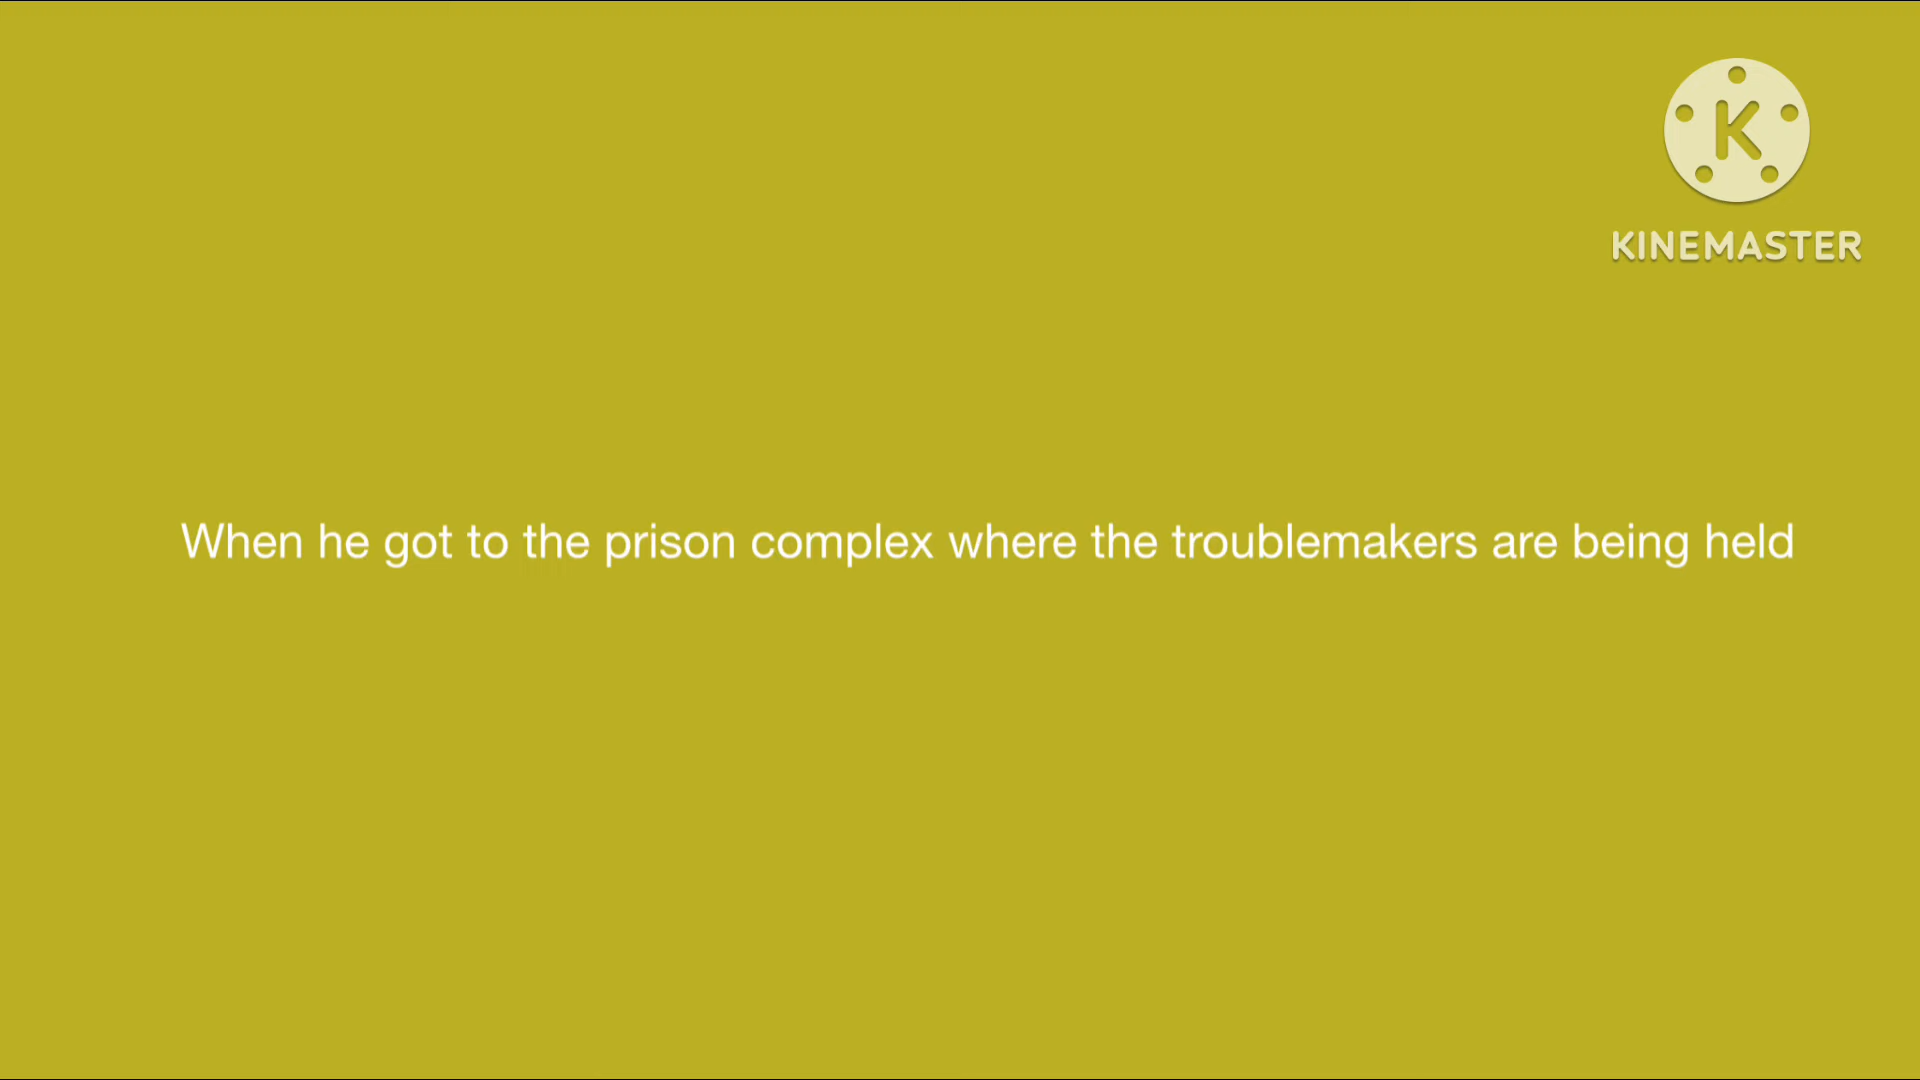 K
KINEMASTER
When he got to the prison complex where the troublemakers are being held